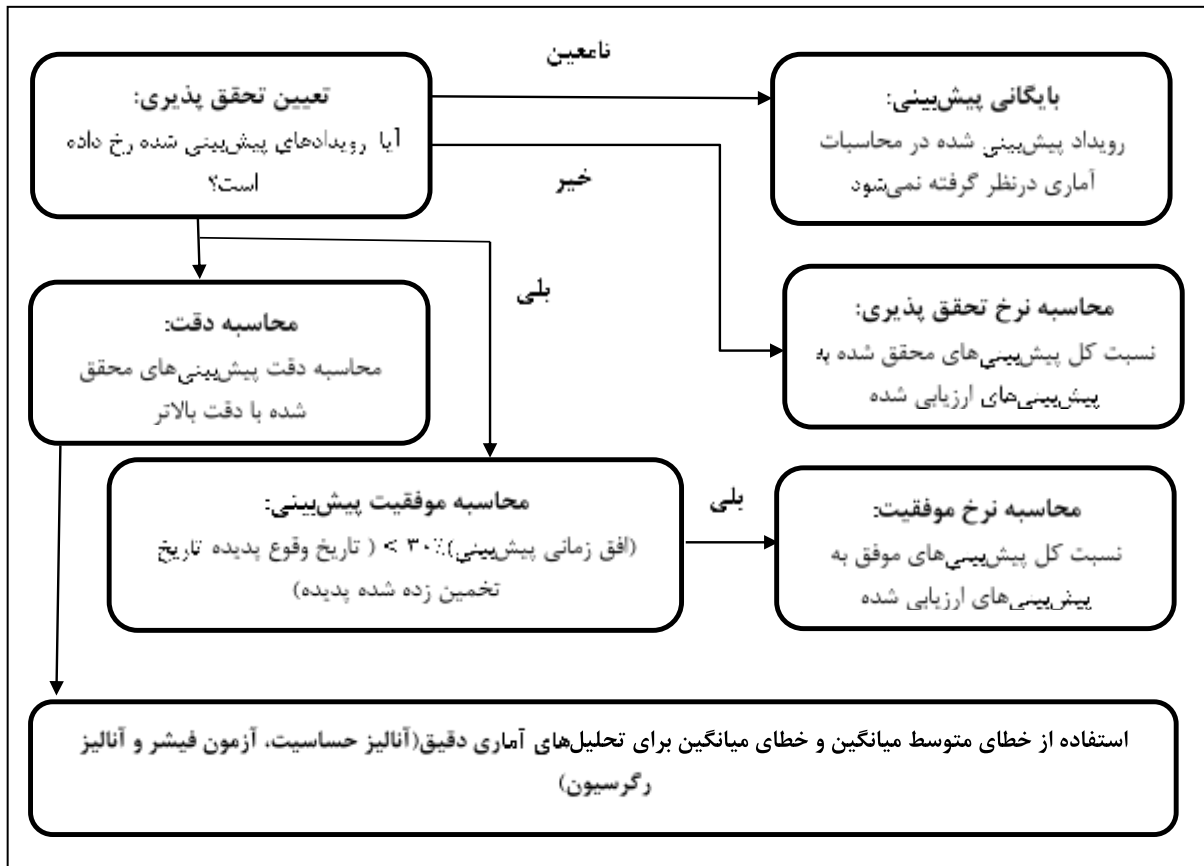 نامعین
تعیین تحقق پذیری:
آیا رویدادهای پیش‌بینی شده رخ داده
است؟
بایگانی پیش‌بینی:
رویداد پیش‌بینی شده در محاسبات
آماری درنظر گرفته نمی‌شود
خیر
بلی
محاسبه دقت:
محاسبه دقت پیش‌بینی‌های محقق
شده با دقت بالاتر
محاسبه نرخ تحقق پذیری:
نسبت کل پیش‌بینی‌های محقق شده به
پیش‌بینی‌های ارزیابی شده
محاسبه موفقیت پیش‌بینی:
(افق زمانی پیش‌بینی)۳۰٪ < ( تاریخ وقوع پدیده تاریخ
تخمین زده شده پدیده)
بلی
محاسبه نرخ موفقیت:
نسبت کل پیش‌بینی‌های موفق به
پیش‌بینی‌های ارزیابی شده
استفاده از خطای متوسط میانگین و خطای میانگین برای تحلیل‌های آماری دقیق(آنالیز حساسیت، آزمون فیشر و آنالیز
رگرسیون)